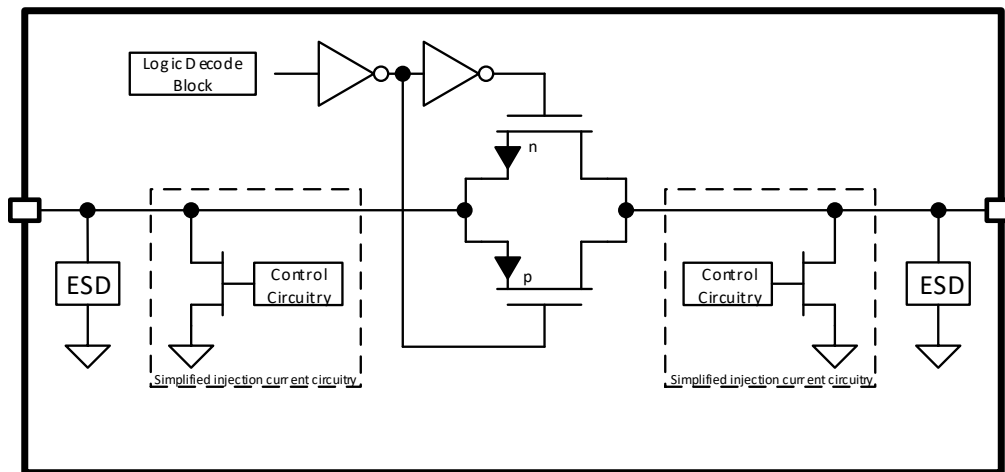 Logic Decode
Block
n
p
ESD
Control
Circuitry
Simplified injection current circuitry
Control
Circuitry
Simplified injection current circuitry
ESD